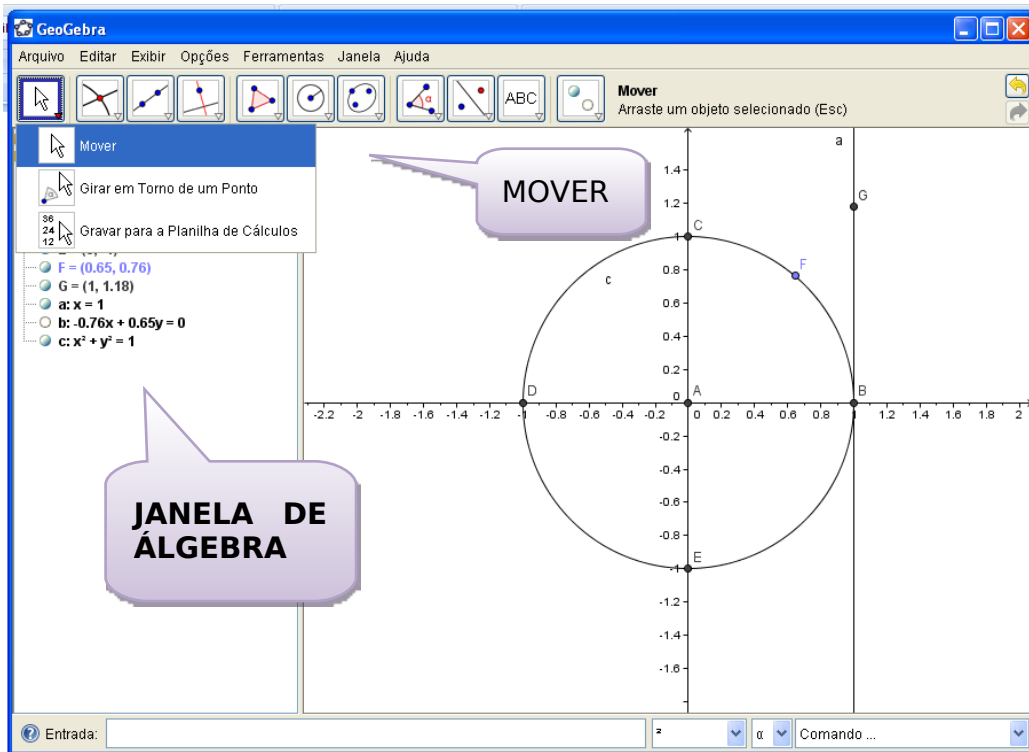 GeoGebra
Arquivo Editar Exibir Opções Ferramentas Janela Ajuda
ABC
Mover
Arraste um objeto selecionado (Esc)
Mover
Girar em Torno de um Ponto
36
24
12
Gravar para a Planilha de Cálculos
F = (0.65, 0.76)
G = (1, 1.18)
a: x = 1
b: -0.76x + 0.65y = 0
c: x² + y² = 1
MOVER
JANELA DE
ÁLGEBRA
a
G
C
F
c
D
A
B
E
1.4
1.2
1
0.8
0.6
0.4
0.2
0
-2.2 -2 -1.8 -1.6 -1.4 -1.2 -1 -0.8 -0.6 -0.4 -0.2 0 0.2 0.4 0.6 0.8 1 1.2 1.4 1.6 1.8 2
-0.2
-0.4
-0.6
-0.8
-1
-1.2
-1.4
-1.6
Entrada:
² α Comando ...